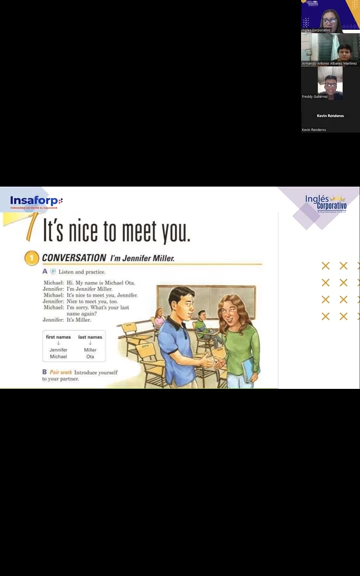 Kevin Renderos
Kevin Renderos
Insaforp
Inglés
Corporativo
1 It's nice to meet you.
1 CONVERSATION I'm Jennifer Miller.
A Listen and practice.
Michael: Hi. My name is Michael Ota.
Jennifer: I'm Jennifer Miller.
Michael: It's nice to meet you, Jennifer.
Jennifer: Nice to meet you, too.
Michael: I'm sorry. What's your last
name again?
Jennifer: It's Miller.
first names last names
Jennifer Miller
Michael Ota
B Pair work Introduce yourself
to your partner.